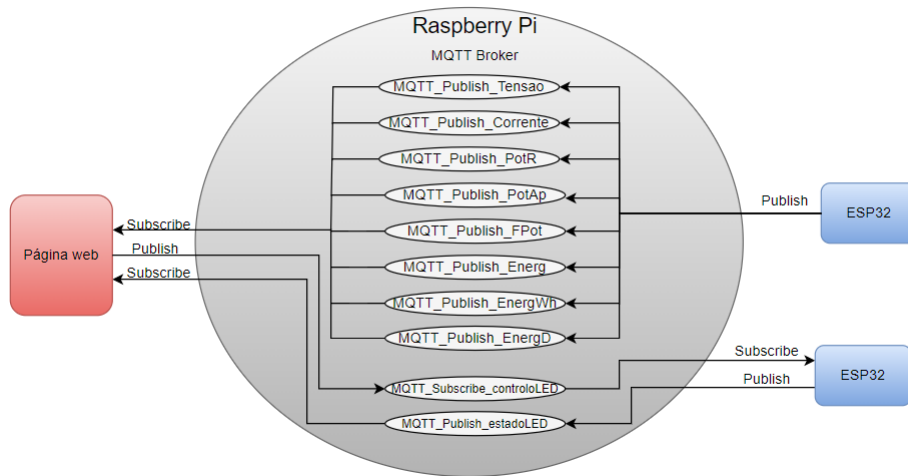 Raspberry Pi
MQTT Broker
MQTT_Publish_Tensao
MQTT_Publish_Corrente
MQTT_Publish_PotR
MQTT_Publish_PotAp
MQTT_Publish_FPot
MQTT_Publish_Energ
MQTT_Publish_EnergWh
MQTT_Publish_EnergD
MQTT_Subscribe_controloLED
MQTT_Publish_estadoLED
Página web
Subscribe
Publish
Subscribe
Publish
ESP32
Subscribe
Publish
ESP32